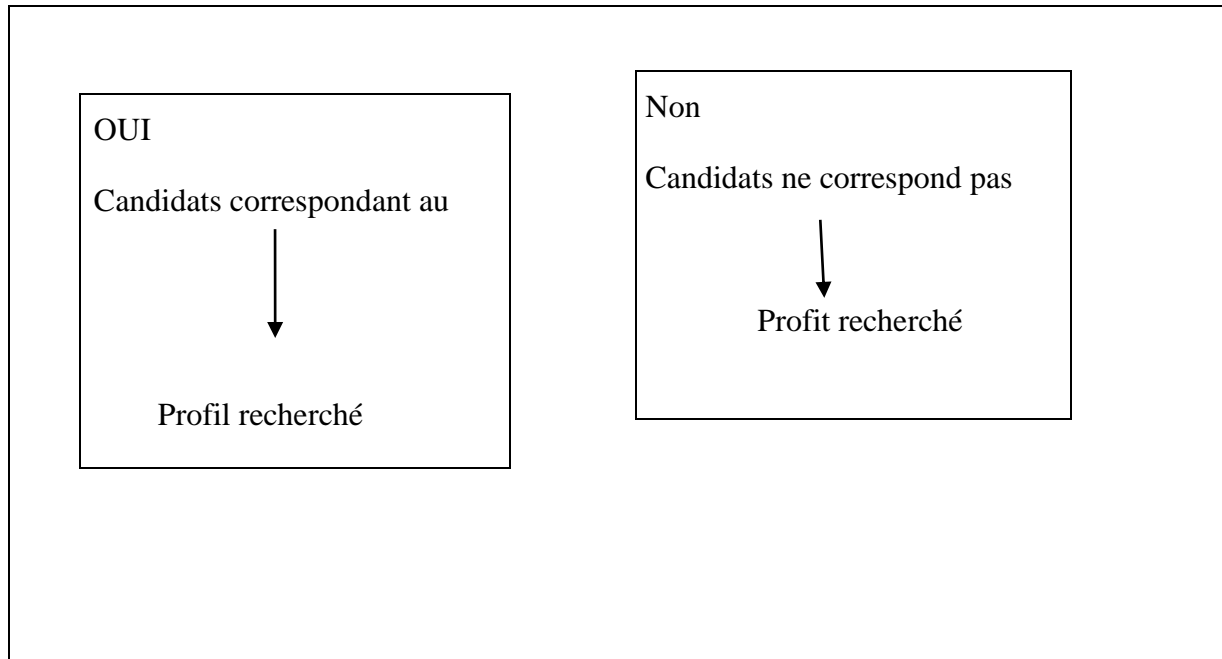 OUI
Candidats correspondant au
Profil recherché
Non
Candidats ne correspond pas
Profit recherché